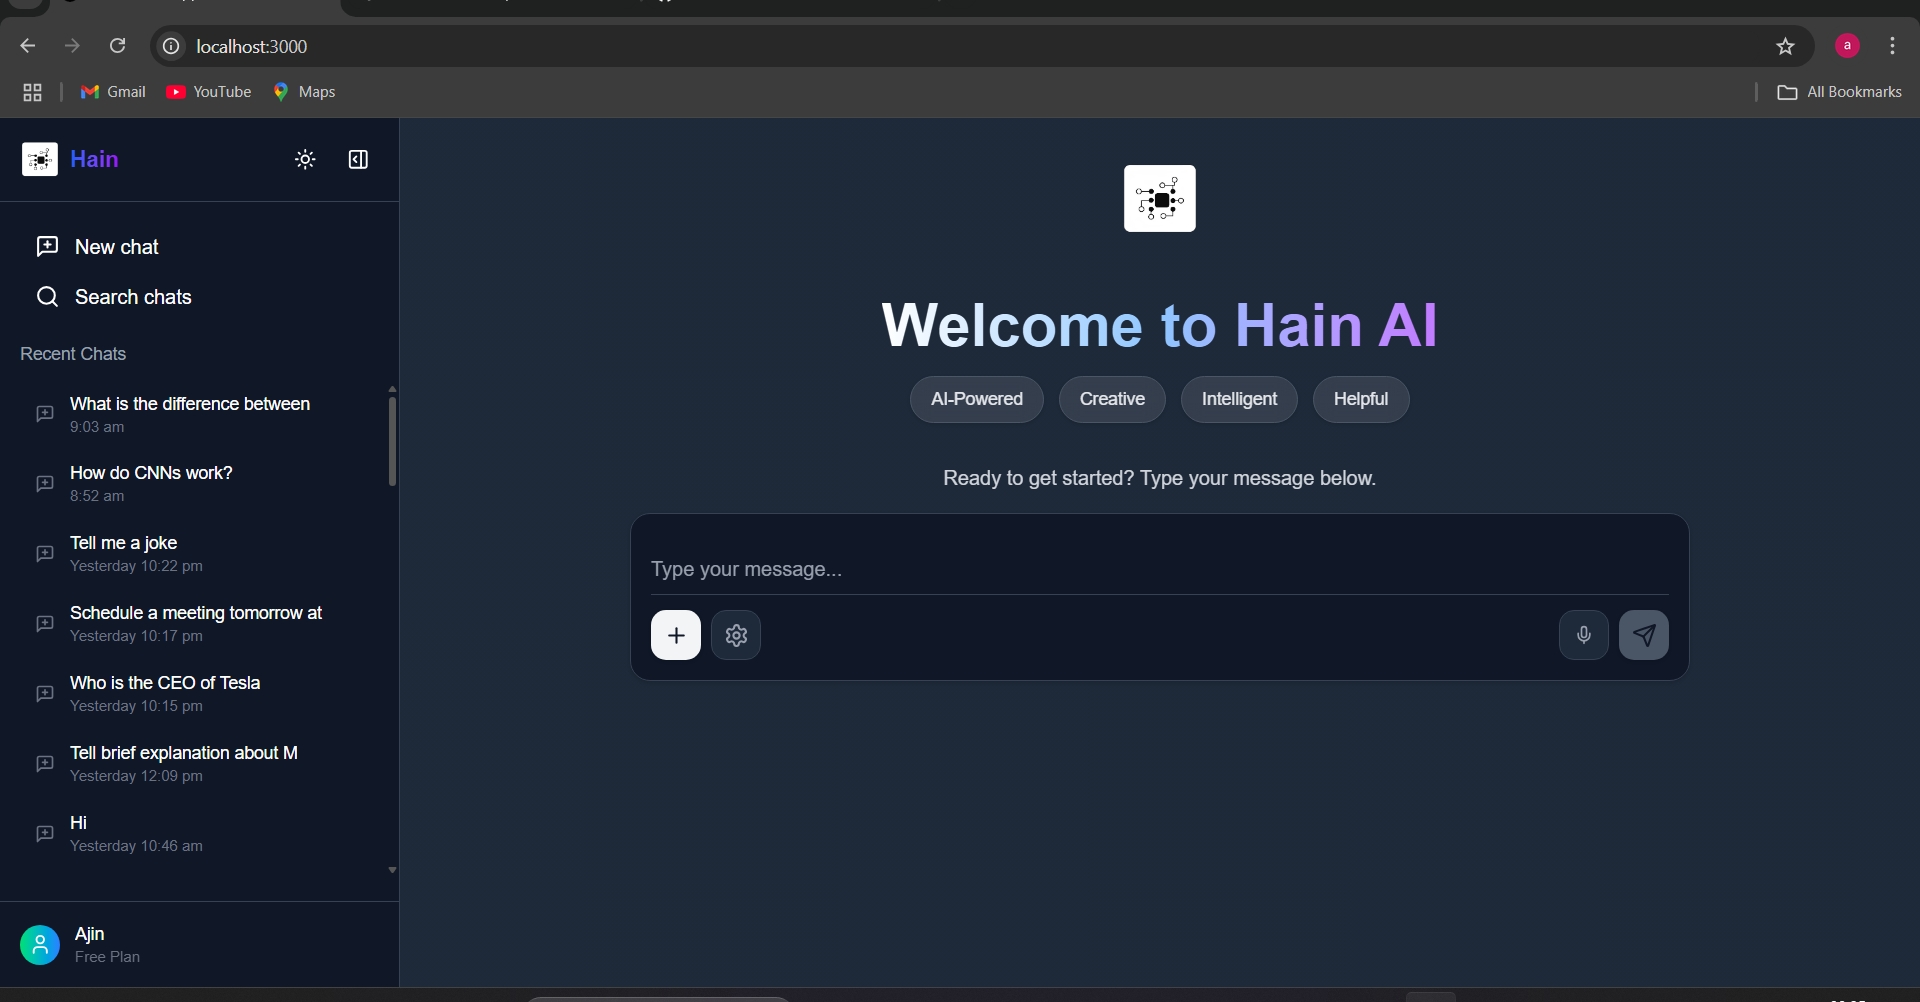 localhost:3000
a
Gmail
YouTube
Maps
All Bookmarks
Hain
New chat
Search chats
Recent Chats
What is the difference between
9:03 am
How do CNNs work?
8:52 am
Tell me a joke
Yesterday 10:22 pm
Schedule a meeting tomorrow at
Yesterday 10:17 pm
Who is the CEO of Tesla
Yesterday 10:15 pm
Tell brief explanation about M
Yesterday 12:09 pm
Hi
Yesterday 10:46 am
Ajin
Free Plan
Welcome to Hain AI
AI-Powered
Creative
Intelligent
Helpful
Ready to get started? Type your message below.
Type your message...